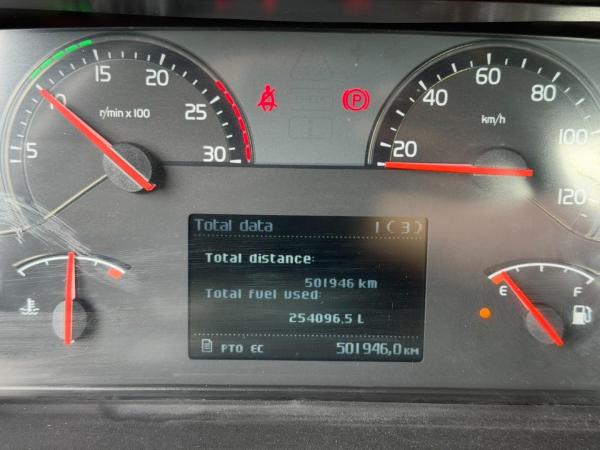 5 10 15 20 25 30
r/min x 100
20 40 60 80 100 120
km/h
P
Total data 1(3)
Total distance:
501946 km
Total fuel used:
254096,5 L
PTO EC 501946,0 KM
E F